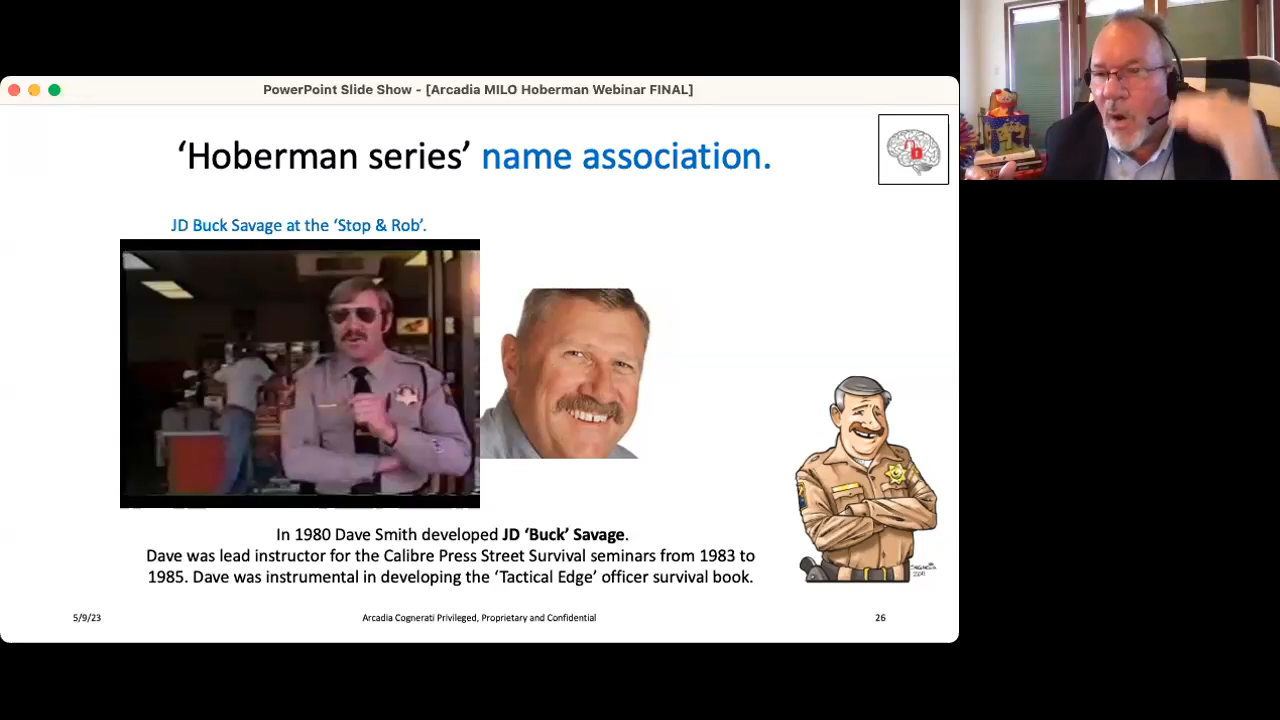 PowerPoint Slide Show - [Arcadia MILO Hoberman Webinar FINAL]
‘Hoberman series’ name association.
JD Buck Savage at the ‘Stop & Rob’.
In 1980 Dave Smith developed JD ‘Buck’ Savage.
Dave was lead instructor for the Calibre Press Street Survival seminars from 1983 to
1985. Dave was instrumental in developing the ‘Tactical Edge’ officer survival book.
5/9/23
Arcadia Cognerati Privileged, Proprietary and Confidential
26